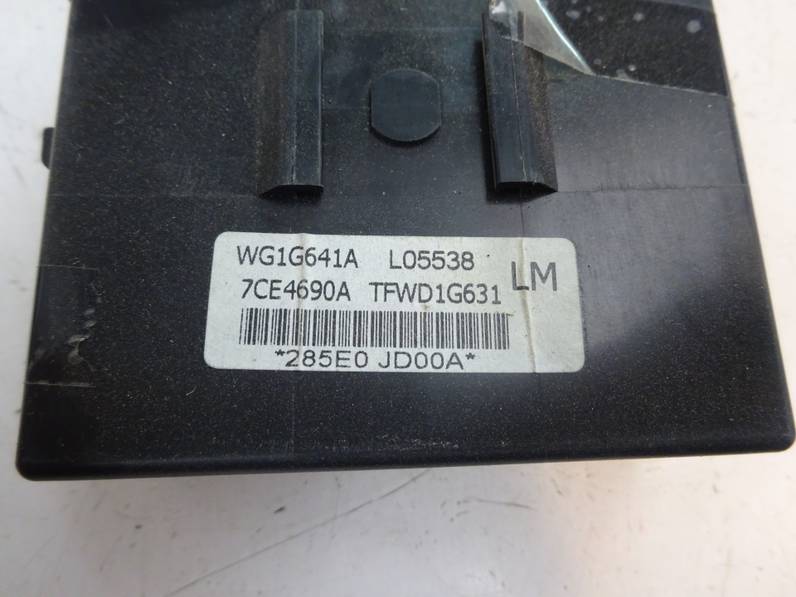 WG1G641A L05538
7CE4690A TFWD1G631 LM
*285E0 JD00A*